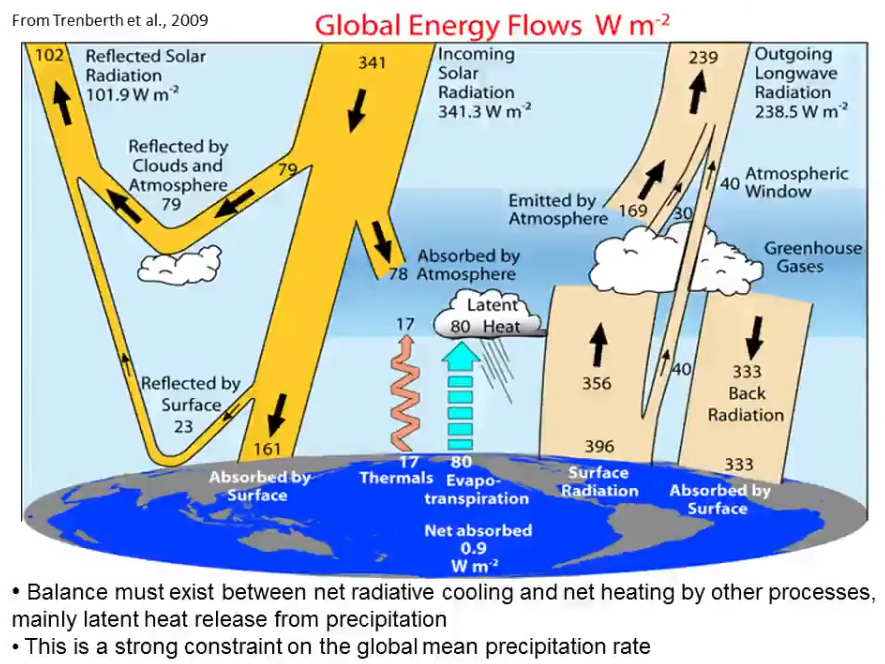 From Trenberth et al., 2009
Global Energy Flows W m-2
102
Reflected Solar
Radiation
101.9 W m-2
341
Incoming
Solar
Radiation
341.3 W m-2
239
Outgoing
Longwave
Radiation
238.5 W m-2
Reflected by
Clouds and
Atmosphere
79
79
Emitted by
Atmosphere
169
30
40
Atmospheric
Window
Greenhouse
Gases
78
Absorbed by
Atmosphere
17
Latent
80 Heat
Reflected by
Surface
23
356
40
333
Back
Radiation
161
Absorbed by
Surface
17
Thermals
80
Evapo-
transpiration
396
Surface
Radiation
333
Absorbed by
Surface
Net absorbed
0.9
W m-2
• Balance must exist between net radiative cooling and net heating by other processes,
mainly latent heat release from precipitation
• This is a strong constraint on the global mean precipitation rate